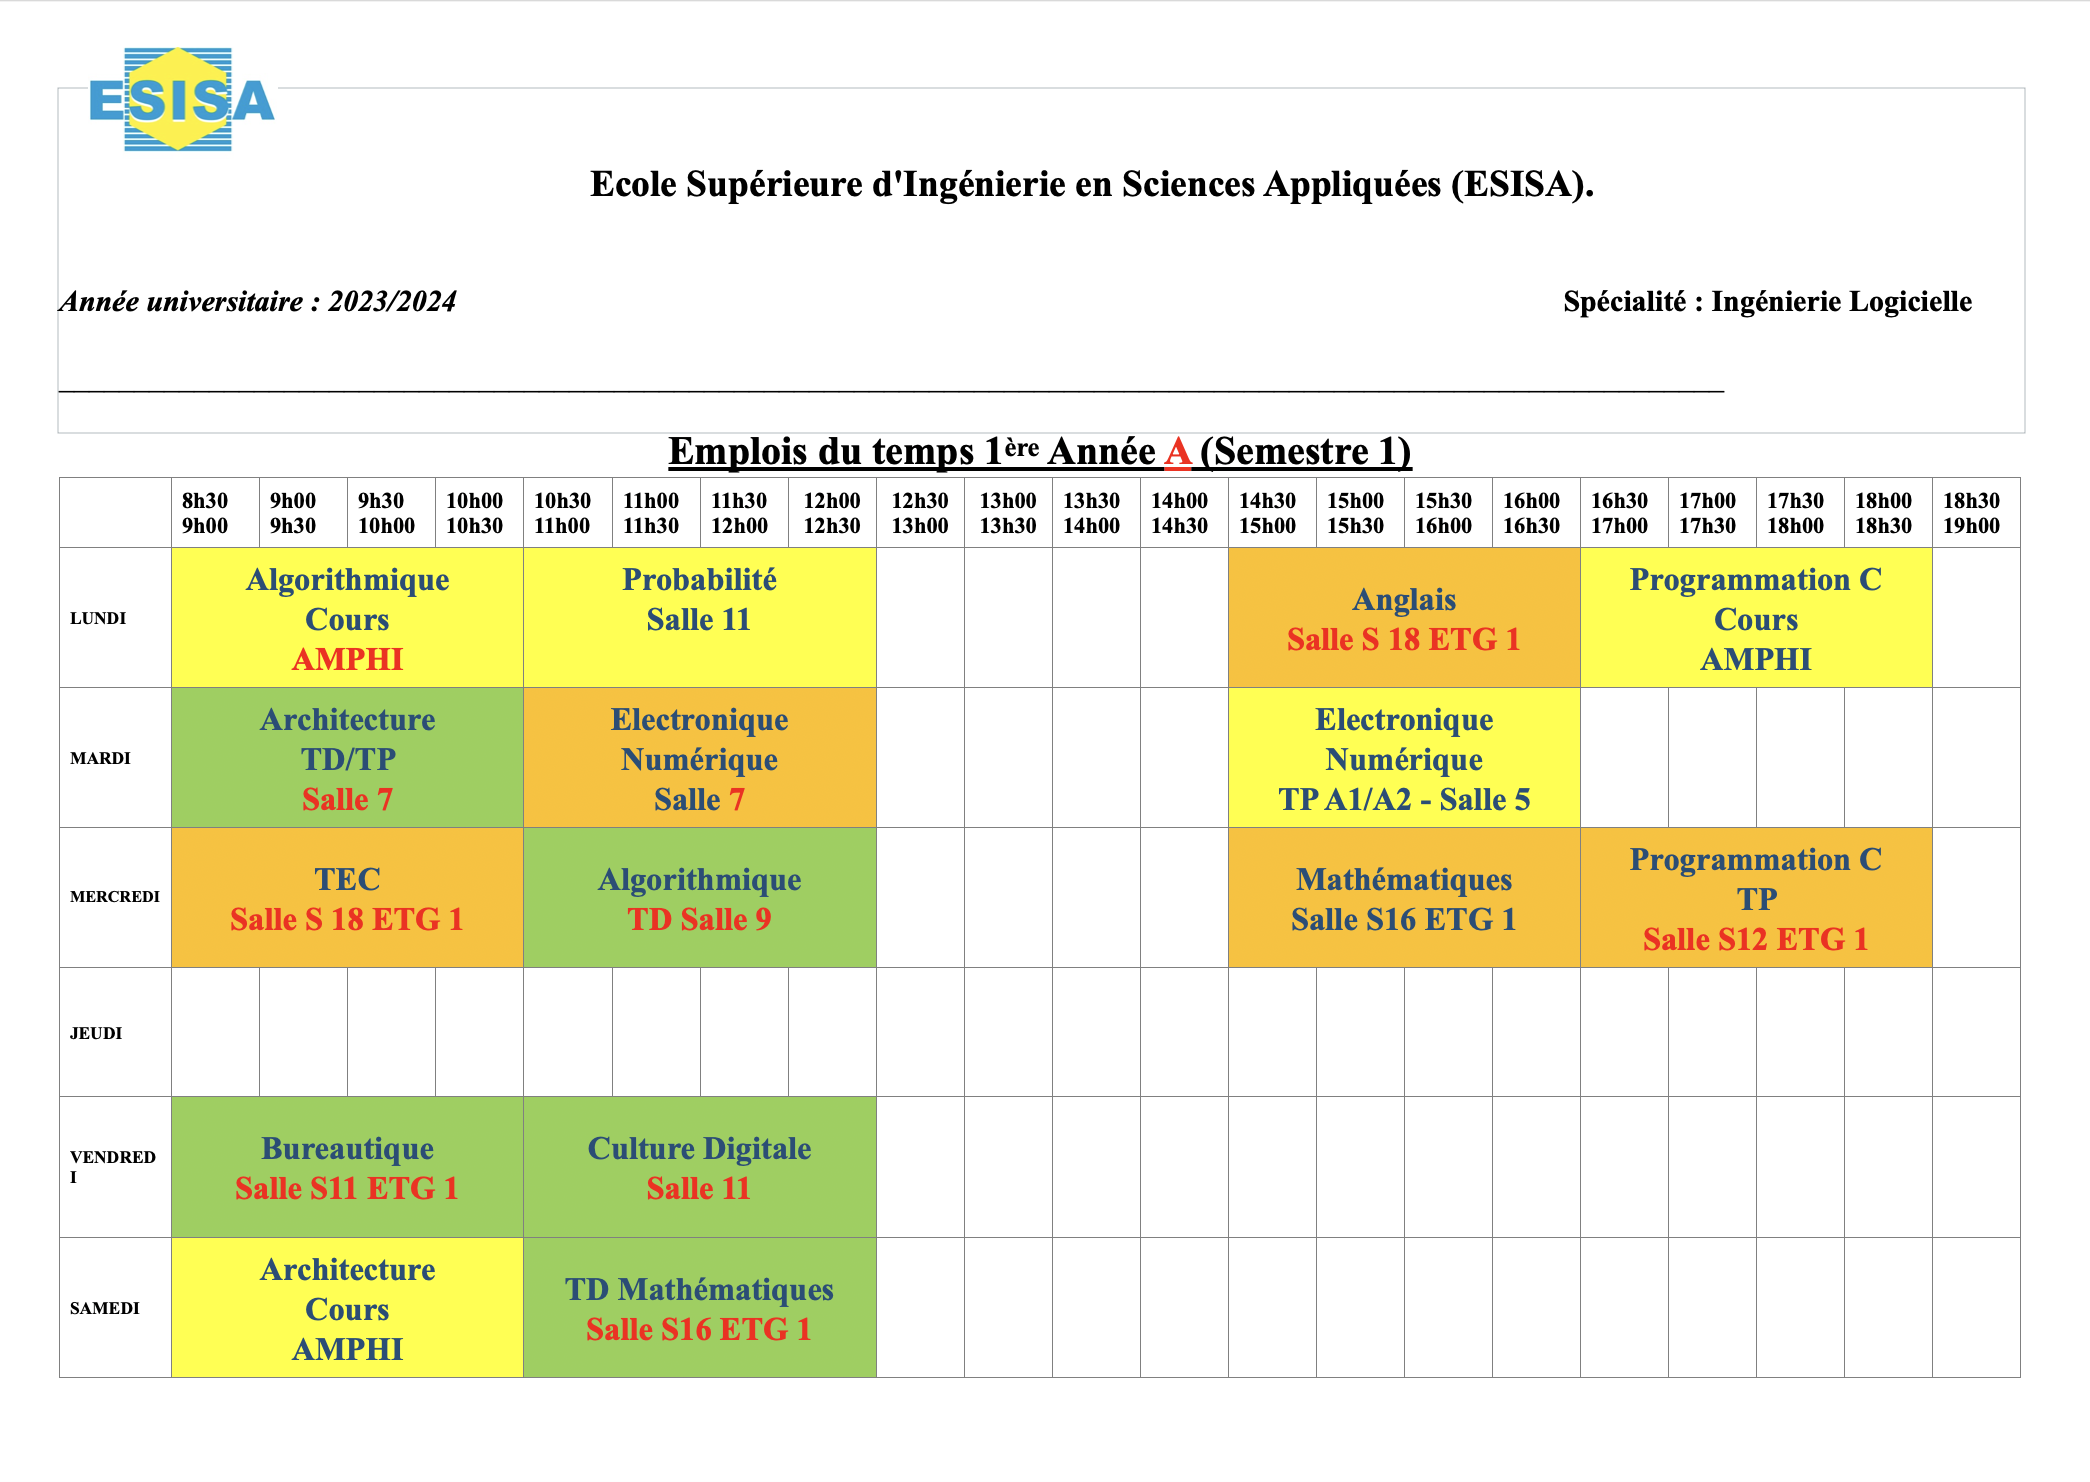 ESISA
Ecole Supérieure d'Ingénierie en Sciences Appliquées (ESISA).
Année universitaire : 2023/2024 Spécialité : Ingénierie Logicielle
Emplois du temps 1ère Année A (Semestre 1)
8h30 9h00 9h30 10h00 10h30 11h00 11h30 12h00 12h30 13h00 13h30 14h00 14h30 15h00 15h30 16h00 16h30 17h00 17h30 18h00 18h30
9h00 9h30 10h00 10h30 11h00 11h30 12h00 12h30 13h00 13h30 14h00 14h30 15h00 15h30 16h00 16h30 17h00 17h30 18h00 18h30 19h00
LUNDI
Algorithmique
Cours
AMPHI
Probabilité
Salle 11
Anglais
Salle S 18 ETG 1
Programmation C
Cours
AMPHI
MARDI
Architecture
TD/TP
Salle 7
Electronique
Numérique
Salle 7
Electronique
Numérique
TP A1/A2 - Salle 5
MERCREDI
TEC
Salle S 18 ETG 1
Algorithmique
TD Salle 9
Mathématiques
Salle S16 ETG 1
Programmation C
TP
Salle S12 ETG 1
JEUDI
VENDRED
I
Bureautique
Salle S11 ETG 1
Culture Digitale
Salle 11
SAMEDI
Architecture
Cours
AMPHI
TD Mathématiques
Salle S16 ETG 1